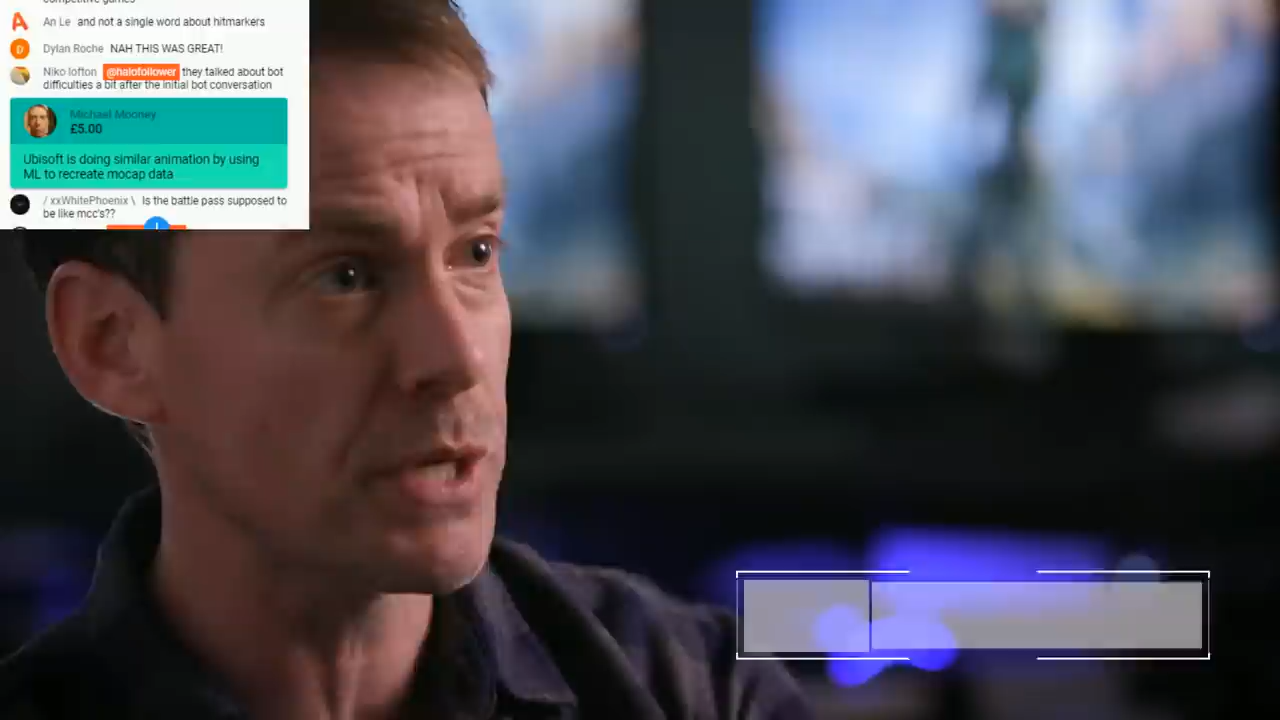 competitive games
A An Le and not a single word about hitmarkers
D Dylan Roche NAH THIS WAS GREAT!
Niko lofton @halofollower they talked about bot
difficulties a bit after the initial bot conversation
Michael Mooney
£5.00
Ubisoft is doing similar animation by using
ML to recreate mocap data
/ xxWhitePhoenix \ Is the battle pass supposed to
be like mcc's??